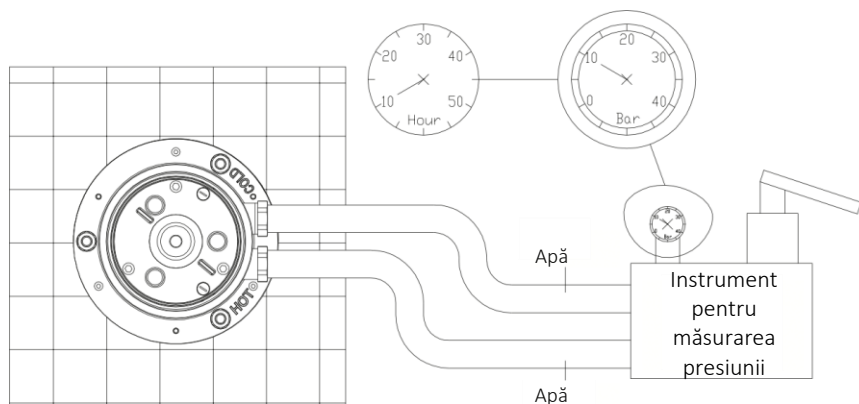 30
20 40
10 50
Hour
20
10 30
0 40
Bar
COLD
HOT
Apă
Instrument
pentru
măsurarea
presiunii
Apă